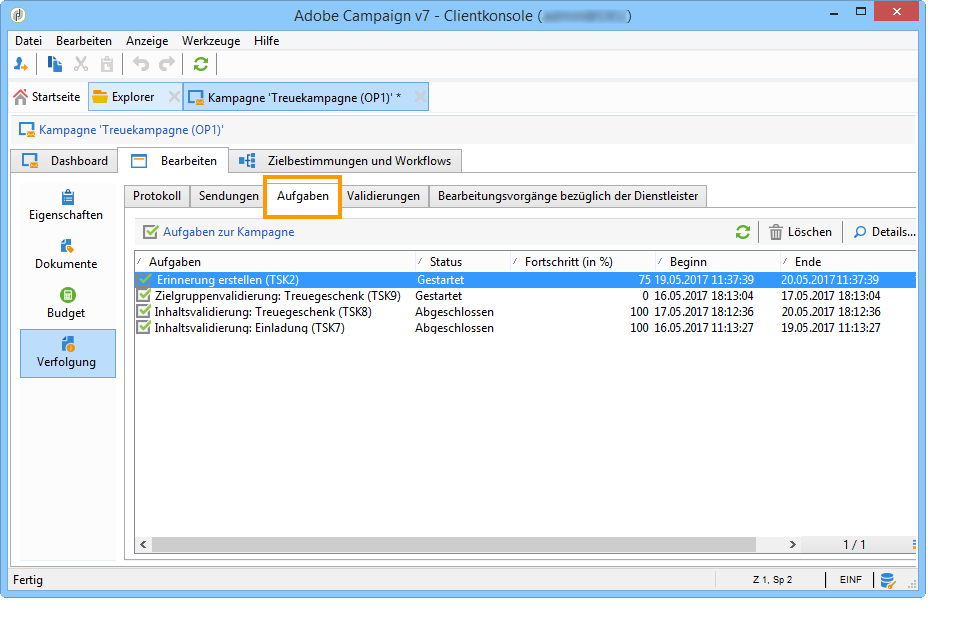 Adobe Campaign v7 - Clientkonsole ( )
Datei Bearbeiten Anzeige Werkzeuge Hilfe
Startseite Explorer Kampagne 'Treuekampagne (OP1)' *
Kampagne 'Treuekampagne (OP1)'
Dashboard Bearbeiten Zielbestimmungen und Workflows
Eigenschaften
Dokumente
Budget
Verfolgung
Protokoll Sendungen Aufgaben Validierungen Bearbeitungsvorgänge bezüglich der Dienstleister
Aufgaben zur Kampagne Löschen Details...
Aufgaben Status Fortschritt (in %) Beginn Ende
Erinnerung erstellen (TSK2) Gestartet 75 19.05.2017 11:37:39 20.05.2017 11:37:39
Zielgruppenvalidierung: Treuegeschenk (TSK9) Gestartet 0 16.05.2017 18:13:04 17.05.2017 18:13:04
Inhaltsvalidierung: Treuegeschenk (TSK8) Abgeschlossen 100 17.05.2017 18:12:36 20.05.2017 18:12:36
Inhaltsvalidierung: Einladung (TSK7) Abgeschlossen 100 16.05.2017 11:13:27 19.05.2017 11:13:27
1 / 1
Fertig Z 1, Sp 2 EINF